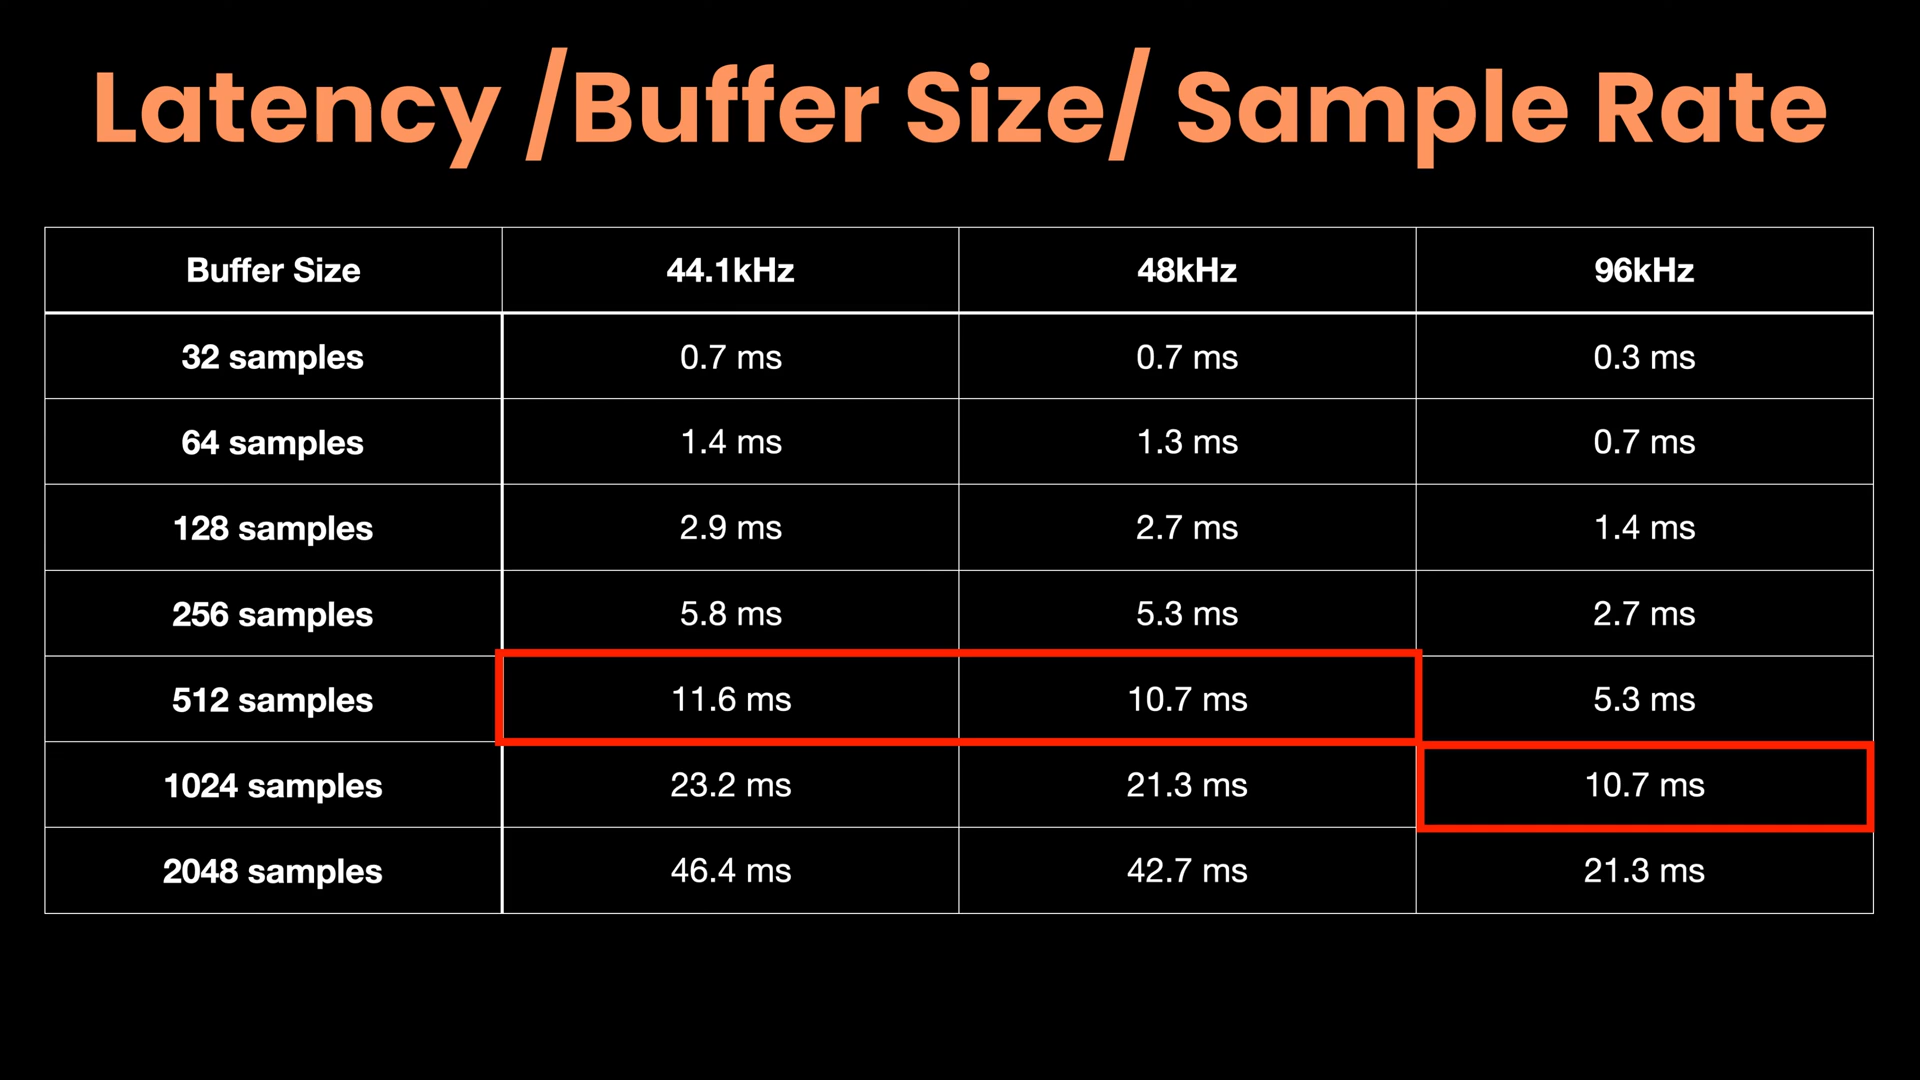 Latency /Buffer Size/ Sample Rate
Buffer Size 44.1kHz 48kHz 96kHz
32 samples 0.7 ms 0.7 ms 0.3 ms
64 samples 1.4 ms 1.3 ms 0.7 ms
128 samples 2.9 ms 2.7 ms 1.4 ms
256 samples 5.8 ms 5.3 ms 2.7 ms
512 samples 11.6 ms 10.7 ms 5.3 ms
1024 samples 23.2 ms 21.3 ms 10.7 ms
2048 samples 46.4 ms 42.7 ms 21.3 ms